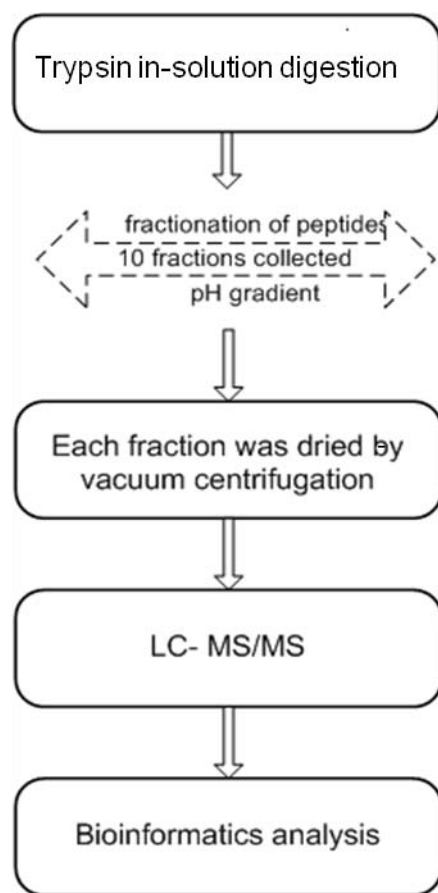 Trypsin in-solution digestion
fractionation of peptides
10 fractions collected
pH gradient
Each fraction was dried by
vacuum centrifugation
LC- MS/MS
Bioinformatics analysis